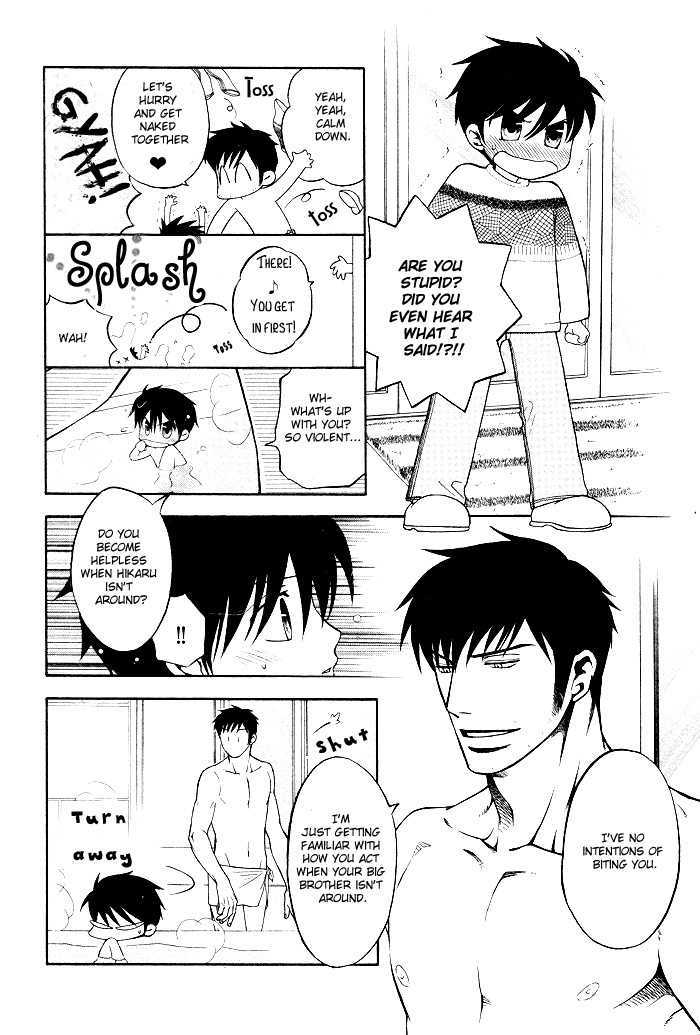 ARE YOU
STUPID?
DID YOU
EVEN HEAR
WHAT I
SAID!?!!
YEAH,
YEAH,
CALM
DOWN.
Toss
LET'S
HURRY
AND GET
NAKED
TOGETHER
♥
GYAH!
toss
THERE!
♪
YOU GET
IN FIRST!
Splash
WAH!
Toss
WH-
WHAT'S UP
WITH YOU?
SO VIOLENT...
DO YOU
BECOME
HELPLESS
WHEN HIKARU
ISN'T
AROUND?
!!
I'VE NO
INTENTIONS OF
BITING YOU.
shut
I'M
JUST GETTING
FAMILIAR WITH
HOW YOU ACT
WHEN YOUR BIG
BROTHER ISN'T
AROUND.
Turn
away